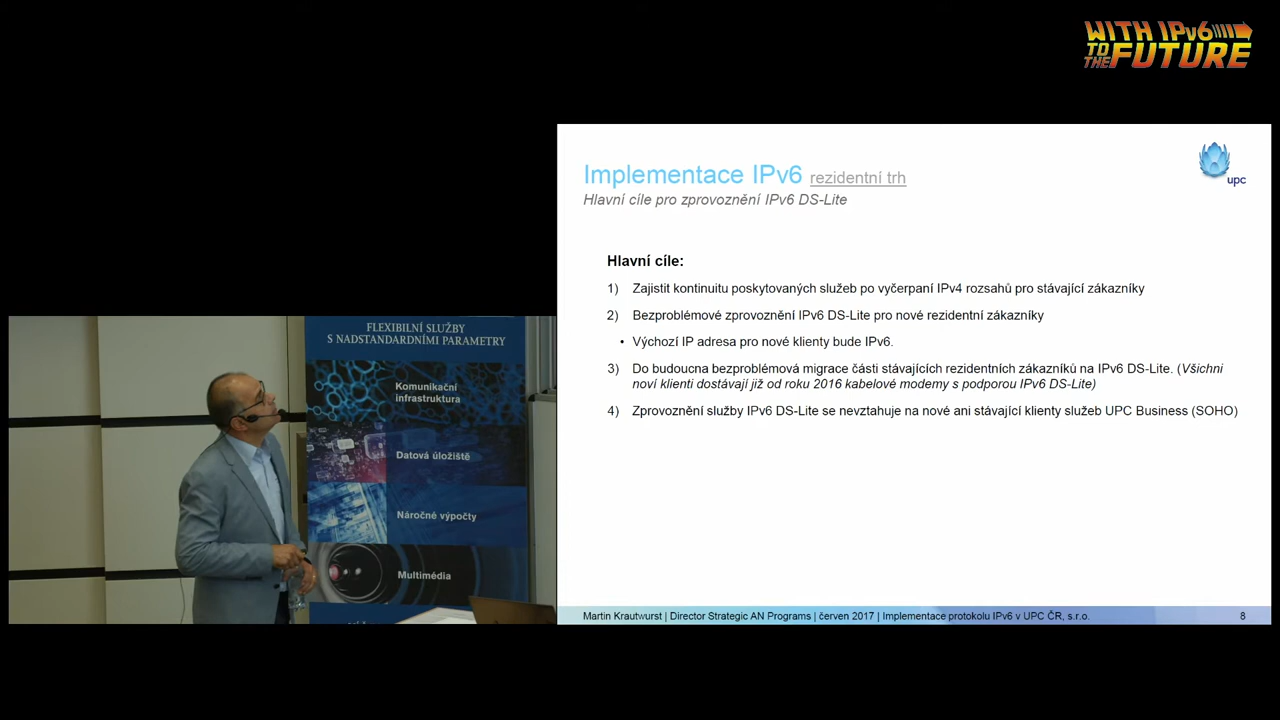 WITH IPv6
TO THE FUTURE
Implementace IPv6 rezidentní trh
Hlavní cíle pro zprovoznění IPv6 DS-Lite
upc
Hlavní cíle:
1) Zajistit kontinuitu poskytovaných služeb po vyčerpaní IPv4 rozsahů pro stávající zákazníky
2) Bezproblémové zprovoznění IPv6 DS-Lite pro nové rezidentní zákazníky
• Výchozí IP adresa pro nové klienty bude IPv6.
3) Do budoucna bezproblémová migrace části stávajících rezidentních zákazníků na IPv6 DS-Lite. (Všichni
noví klienti dostávají již od roku 2016 kabelové modemy s podporou IPv6 DS-Lite)
4) Zprovoznění služby IPv6 DS-Lite se nevztahuje na nové ani stávající klienty služeb UPC Business (SOHO)
Martin Krautwurst | Director Strategic AN Programs | červen 2017 | Implementace protokolu IPv6 v UPC ČR, s.r.o.
8
FLEXIBILNÍ SLUŽBY
S NADSTANDARDNÍMI PARAMETRY
Komunikační
infrastruktura
Datová úložiště
Náročné výpočty
Multimédia